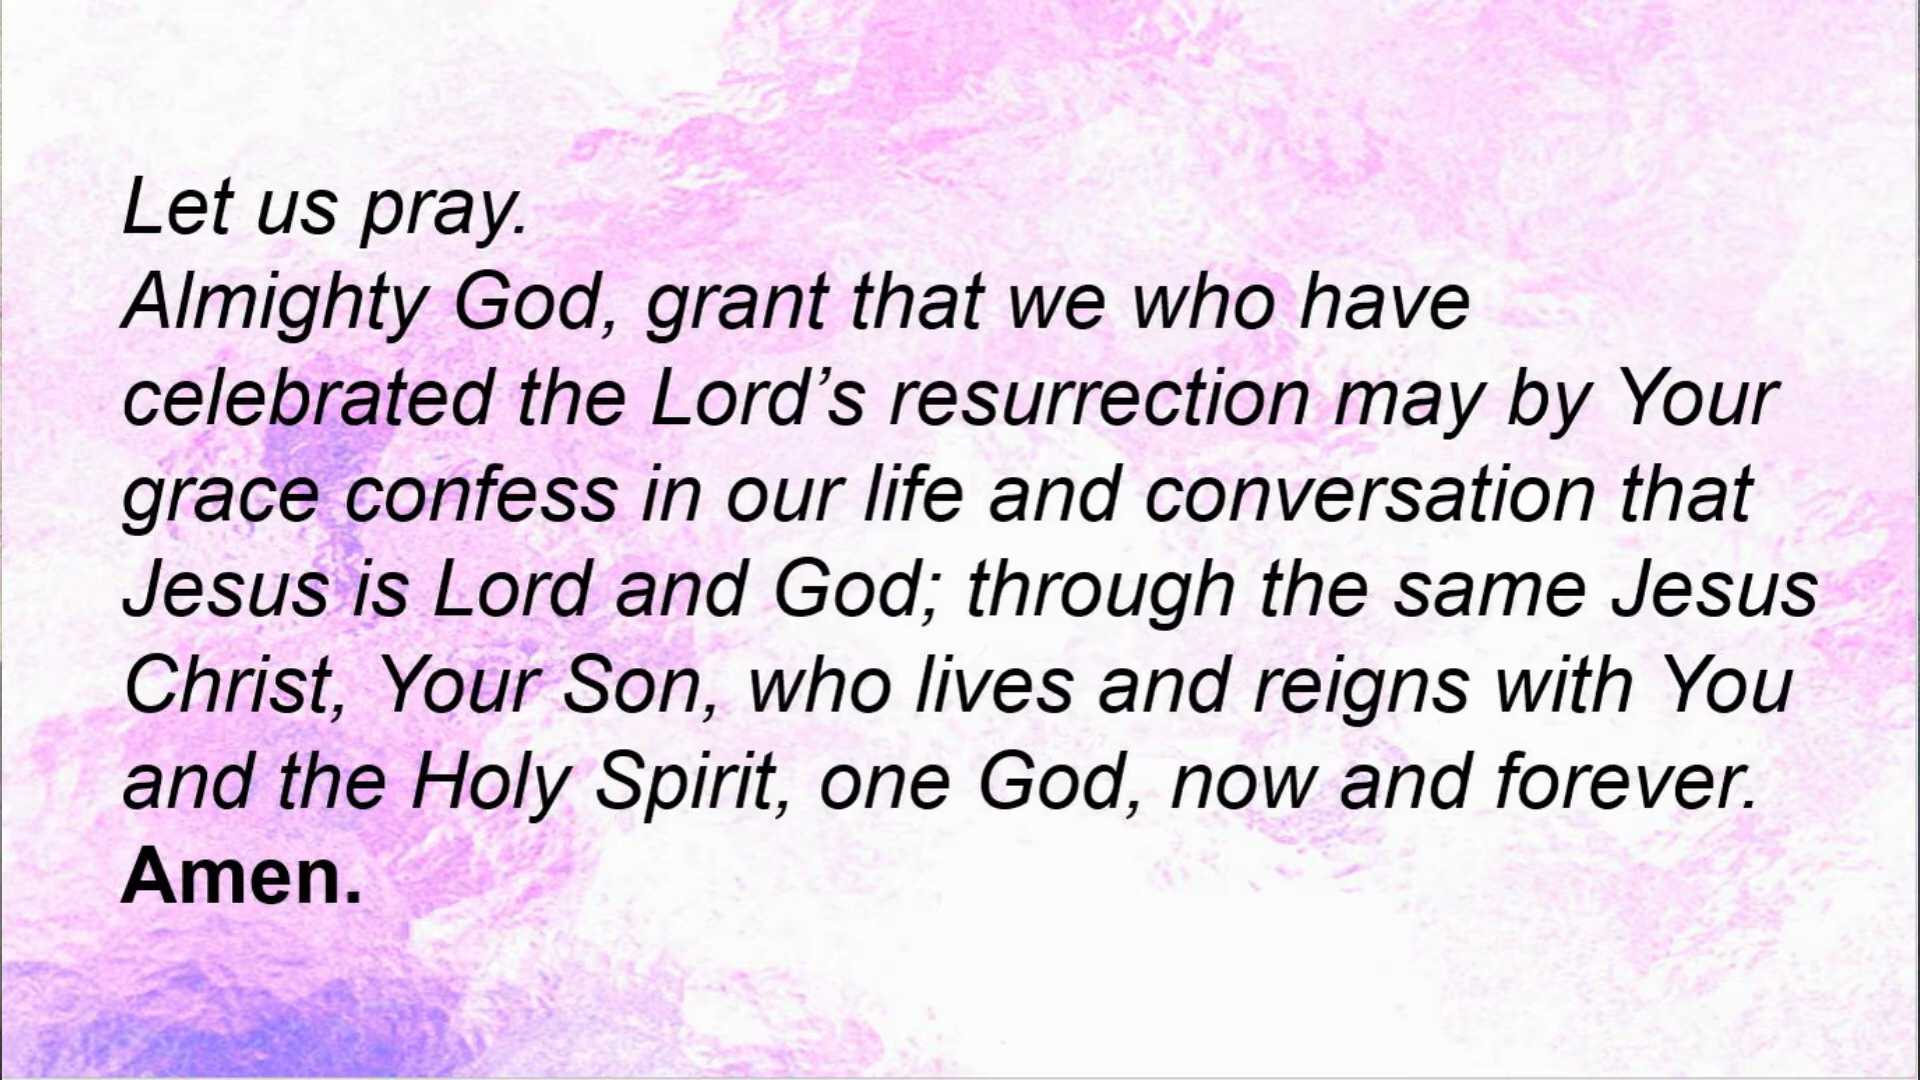 Let us pray.
Almighty God, grant that we who have
celebrated the Lord’s resurrection may by Your
grace confess in our life and conversation that
Jesus is Lord and God; through the same Jesus
Christ, Your Son, who lives and reigns with You
and the Holy Spirit, one God, now and forever.
Amen.